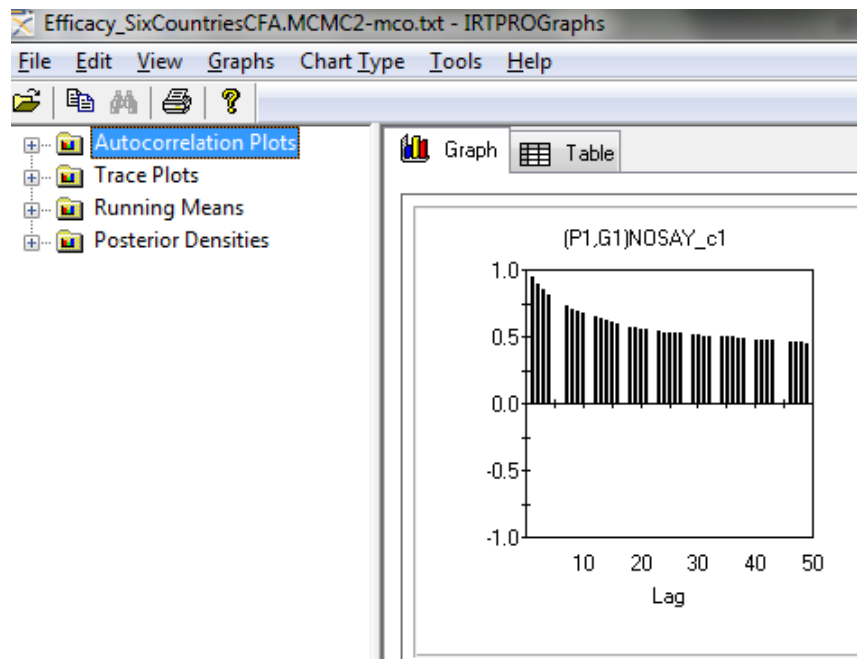 Efficacy_SixCountriesCFA.MCMC2-mco.txt - IRTPROGraphs
File Edit View Graphs Chart Type Tools Help
Autocorrelation Plots
Trace Plots
Running Means
Posterior Densities
Graph Table
(P1,G1)NOSAY_c1
1.0
0.5
0.0
-0.5
-1.0
10 20 30 40 50
Lag